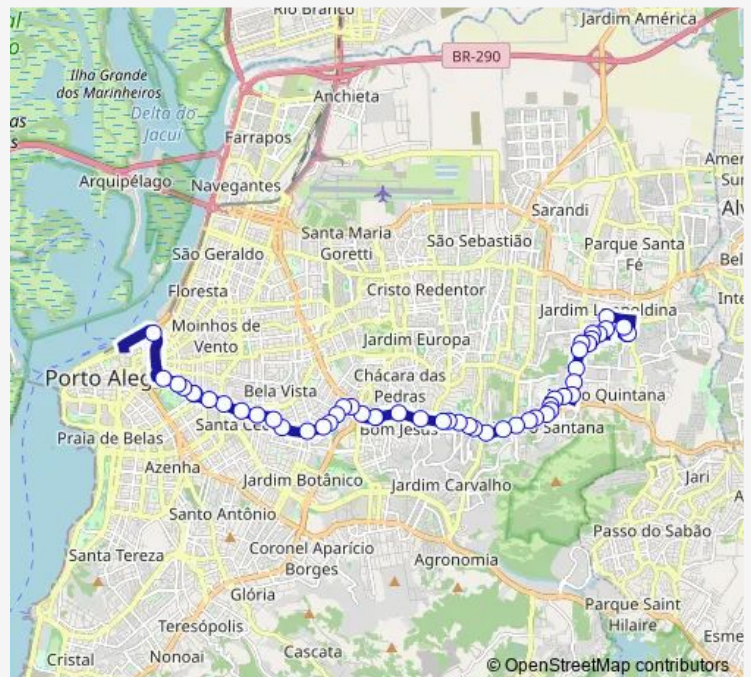 Rio Branco
Jardim América
BR-290
Ilha Grande
dos Marinheiros
Anchieta
Delta do
Jacuí
as
s
Farrapos
Arquipélago
Navegantes
Sarandi
Santa Maria
Goretti
São Sebastião
Parque Santa
Fé
São Geraldo
Floresta
Cristo Redentor
Moinhos de
Vento
Jardim Europa
Porto Aleg
Bela Vista
Chácara das
Pedras
o Quintana
Praia de Belas
Santa Ce
Bom Jesus
o Santana
Azenha
Jardim Botânico
Jardim Carvalho
Jari
Santo Antônio
Passo do Sabão
Santa Tereza
Coronel Aparício
Borges
Agronomia
Glória
Parque Saint
Hilaire
Teresópolis
Esme
Cristal
Nonoai
Cascata
© OpenStreetMap contributors